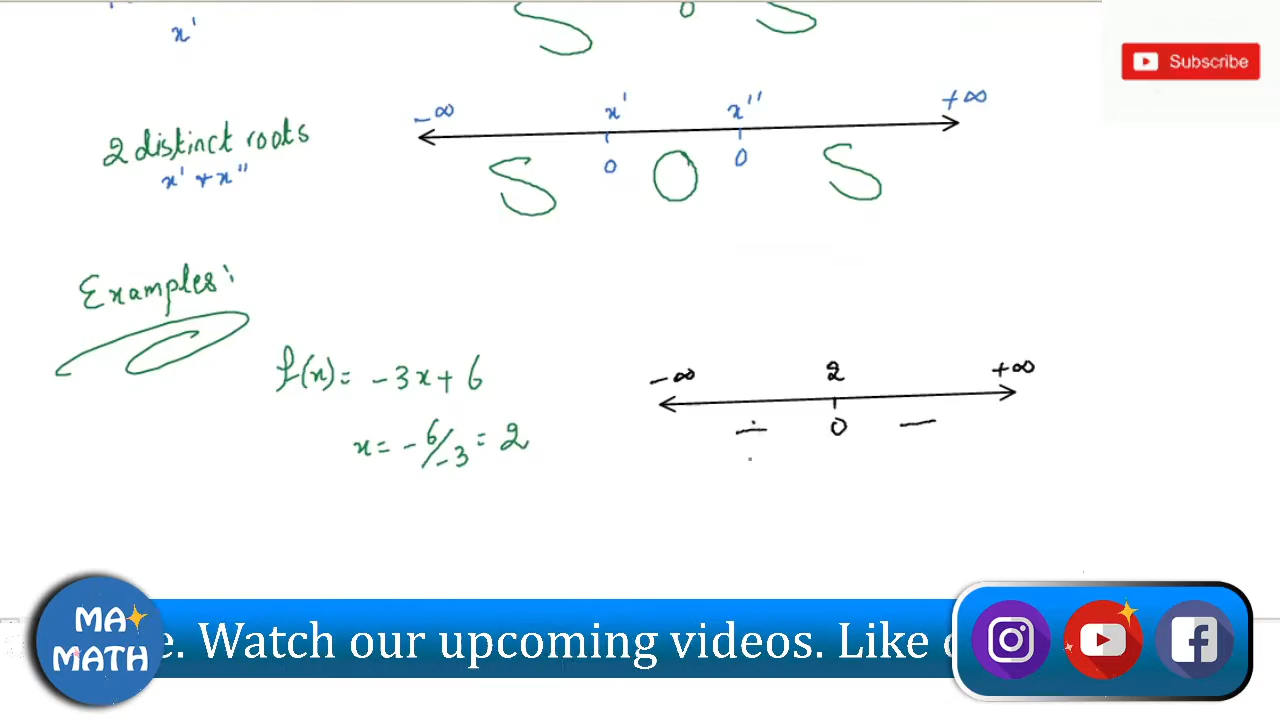 x'
S 0 S
Subscribe
-∞ x' x'' +∞
2 distinct roots
x' & x''
0 0
S O S
Examples:
f(x) = -3x + 6
-∞ 2 +∞
0 —
x = -6/-3 = 2
MA MATH
e. Watch our upcoming videos. Like